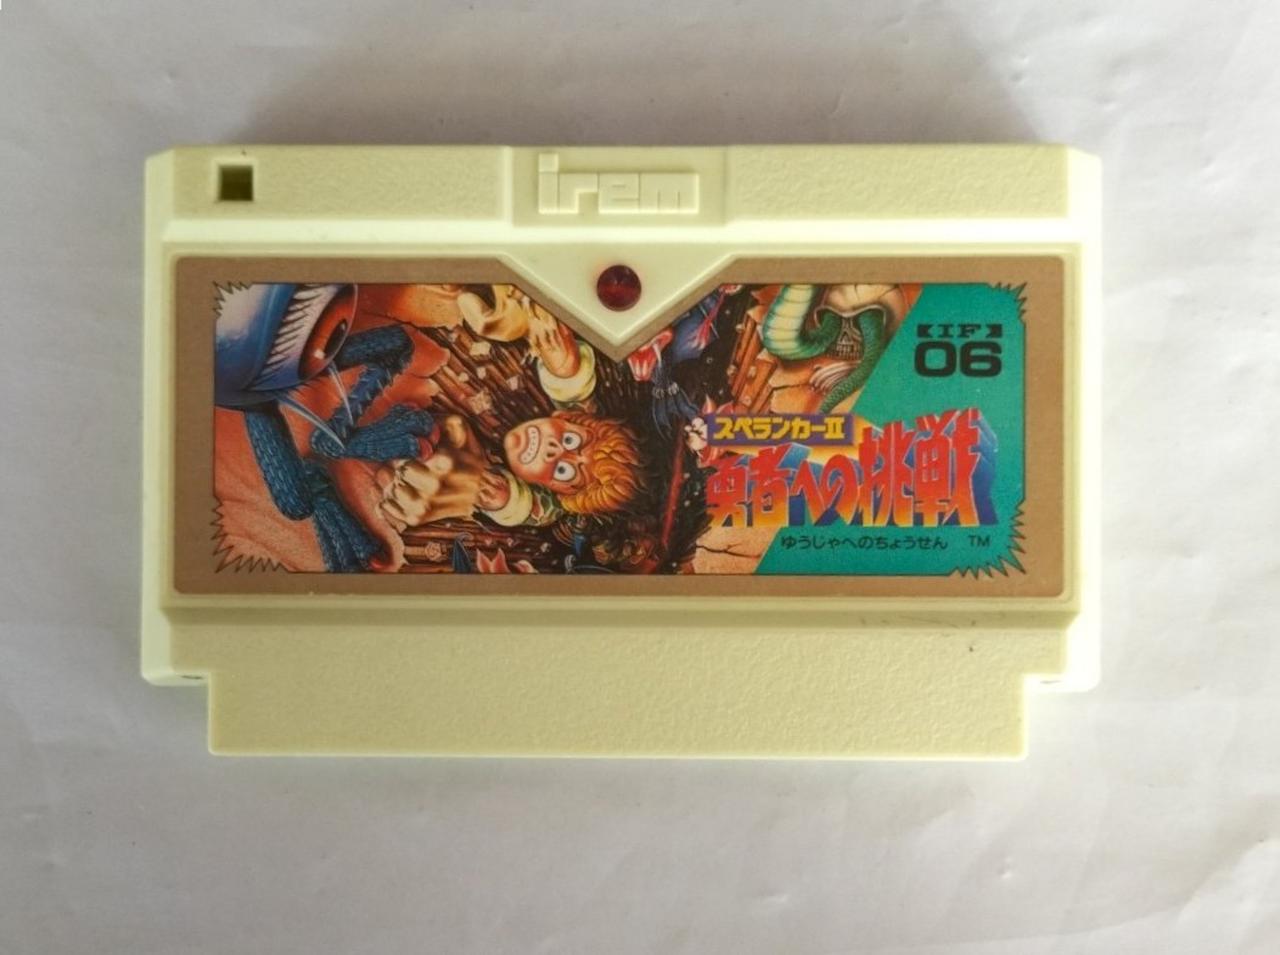 irem
【IF】
06
スペランカーII
勇者への挑戦
ゆうじゃへのちょうせん TM